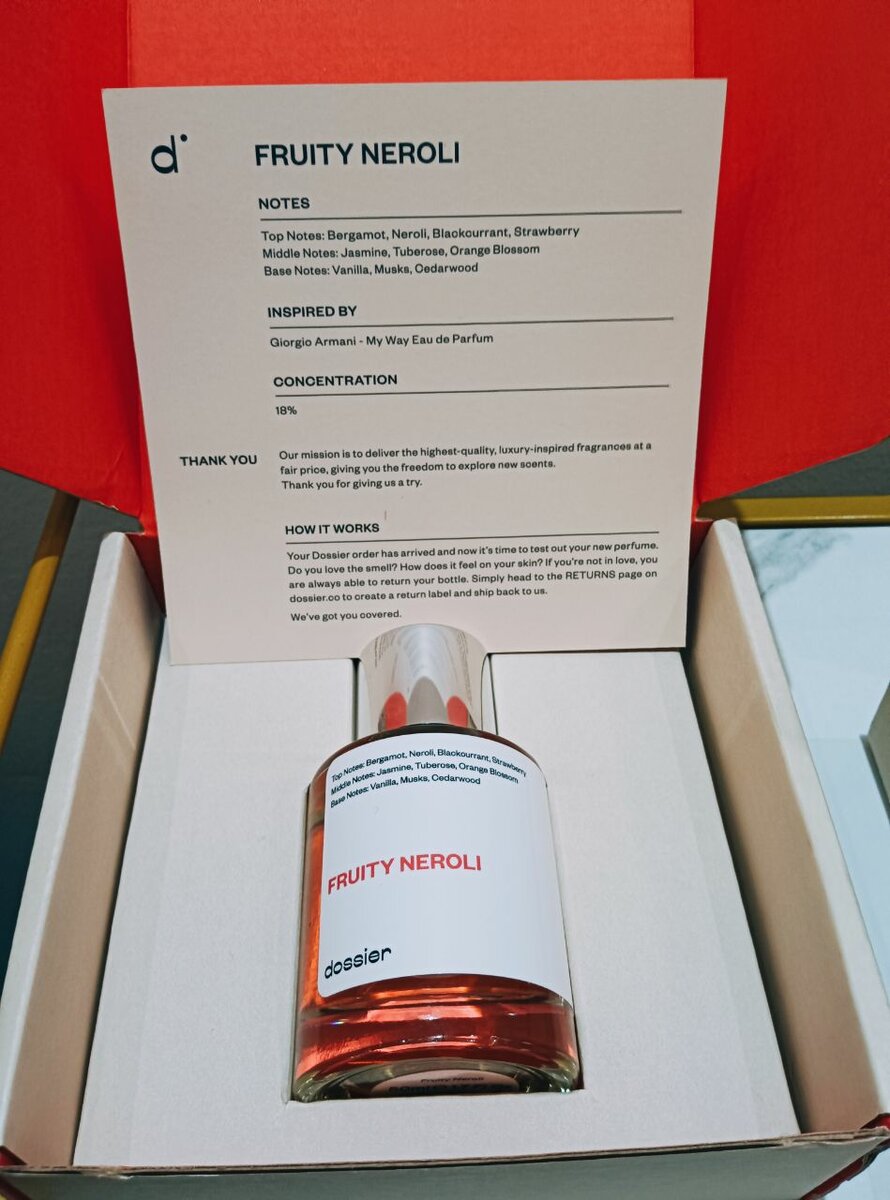 d•
FRUITY NEROLI
NOTES
Top Notes: Bergamot, Neroli, Blackcurrant, Strawberry
Middle Notes: Jasmine, Tuberose, Orange Blossom
Base Notes: Vanilla, Musks, Cedarwood
INSPIRED BY
Giorgio Armani - My Way Eau de Parfum
CONCENTRATION
18%
THANK YOU
Our mission is to deliver the highest-quality, luxury-inspired fragrances at a
fair price, giving you the freedom to explore new scents.
Thank you for giving us a try.
HOW IT WORKS
Your Dossier order has arrived and now it's time to test out your new perfume.
Do you love the smell? How does it feel on your skin? If you're not in love, you
are always able to return your bottle. Simply head to the RETURNS page on
dossier.co to create a return label and ship back to us.
We've got you covered.
Top Notes: Bergamot, Neroli, Blackcurrant, Strawberry
Middle Notes: Jasmine, Tuberose, Orange Blossom
Base Notes: Vanilla, Musks, Cedarwood
FRUITY NEROLI
dossier
Fruity Neroli